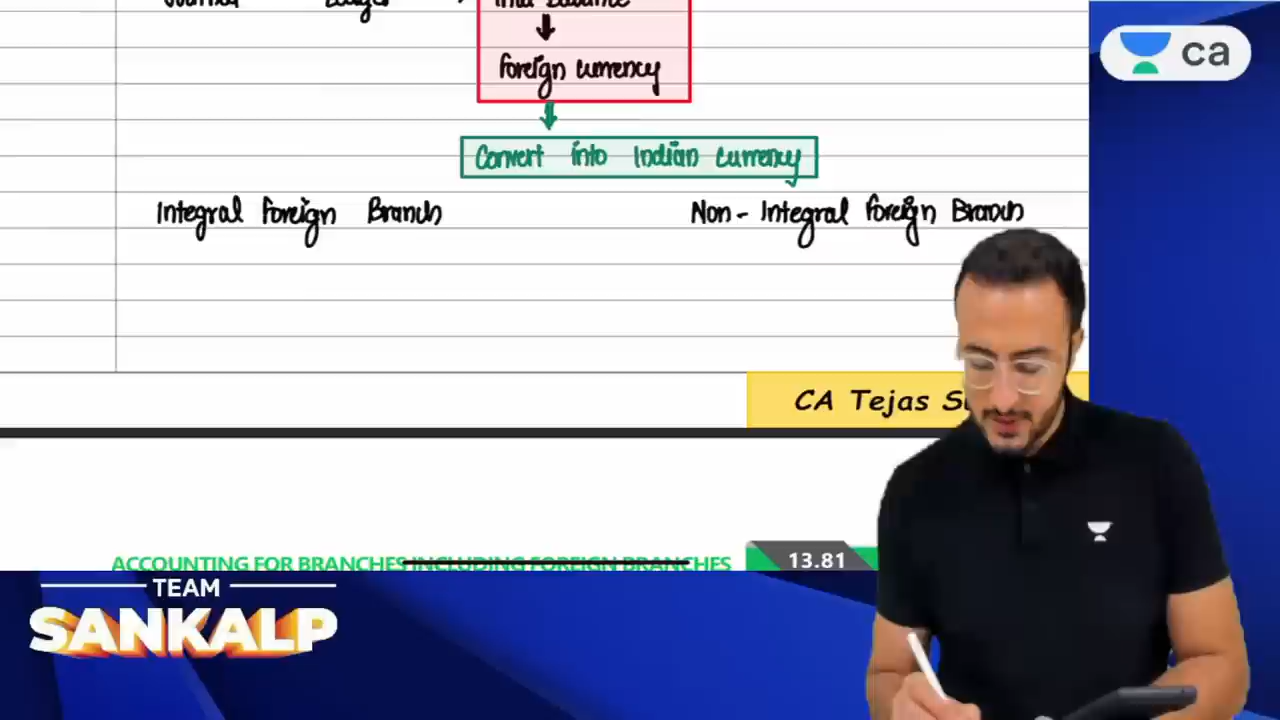 Foreign Currency
Convert into Indian Currency
Integral Foreign Branch
Non-Integral Foreign Branch
CA Tejas
ACCOUNTING FOR BRANCHES INCLUDING FOREIGN BRANCHES
13.81
TEAM
SANKALP
ca